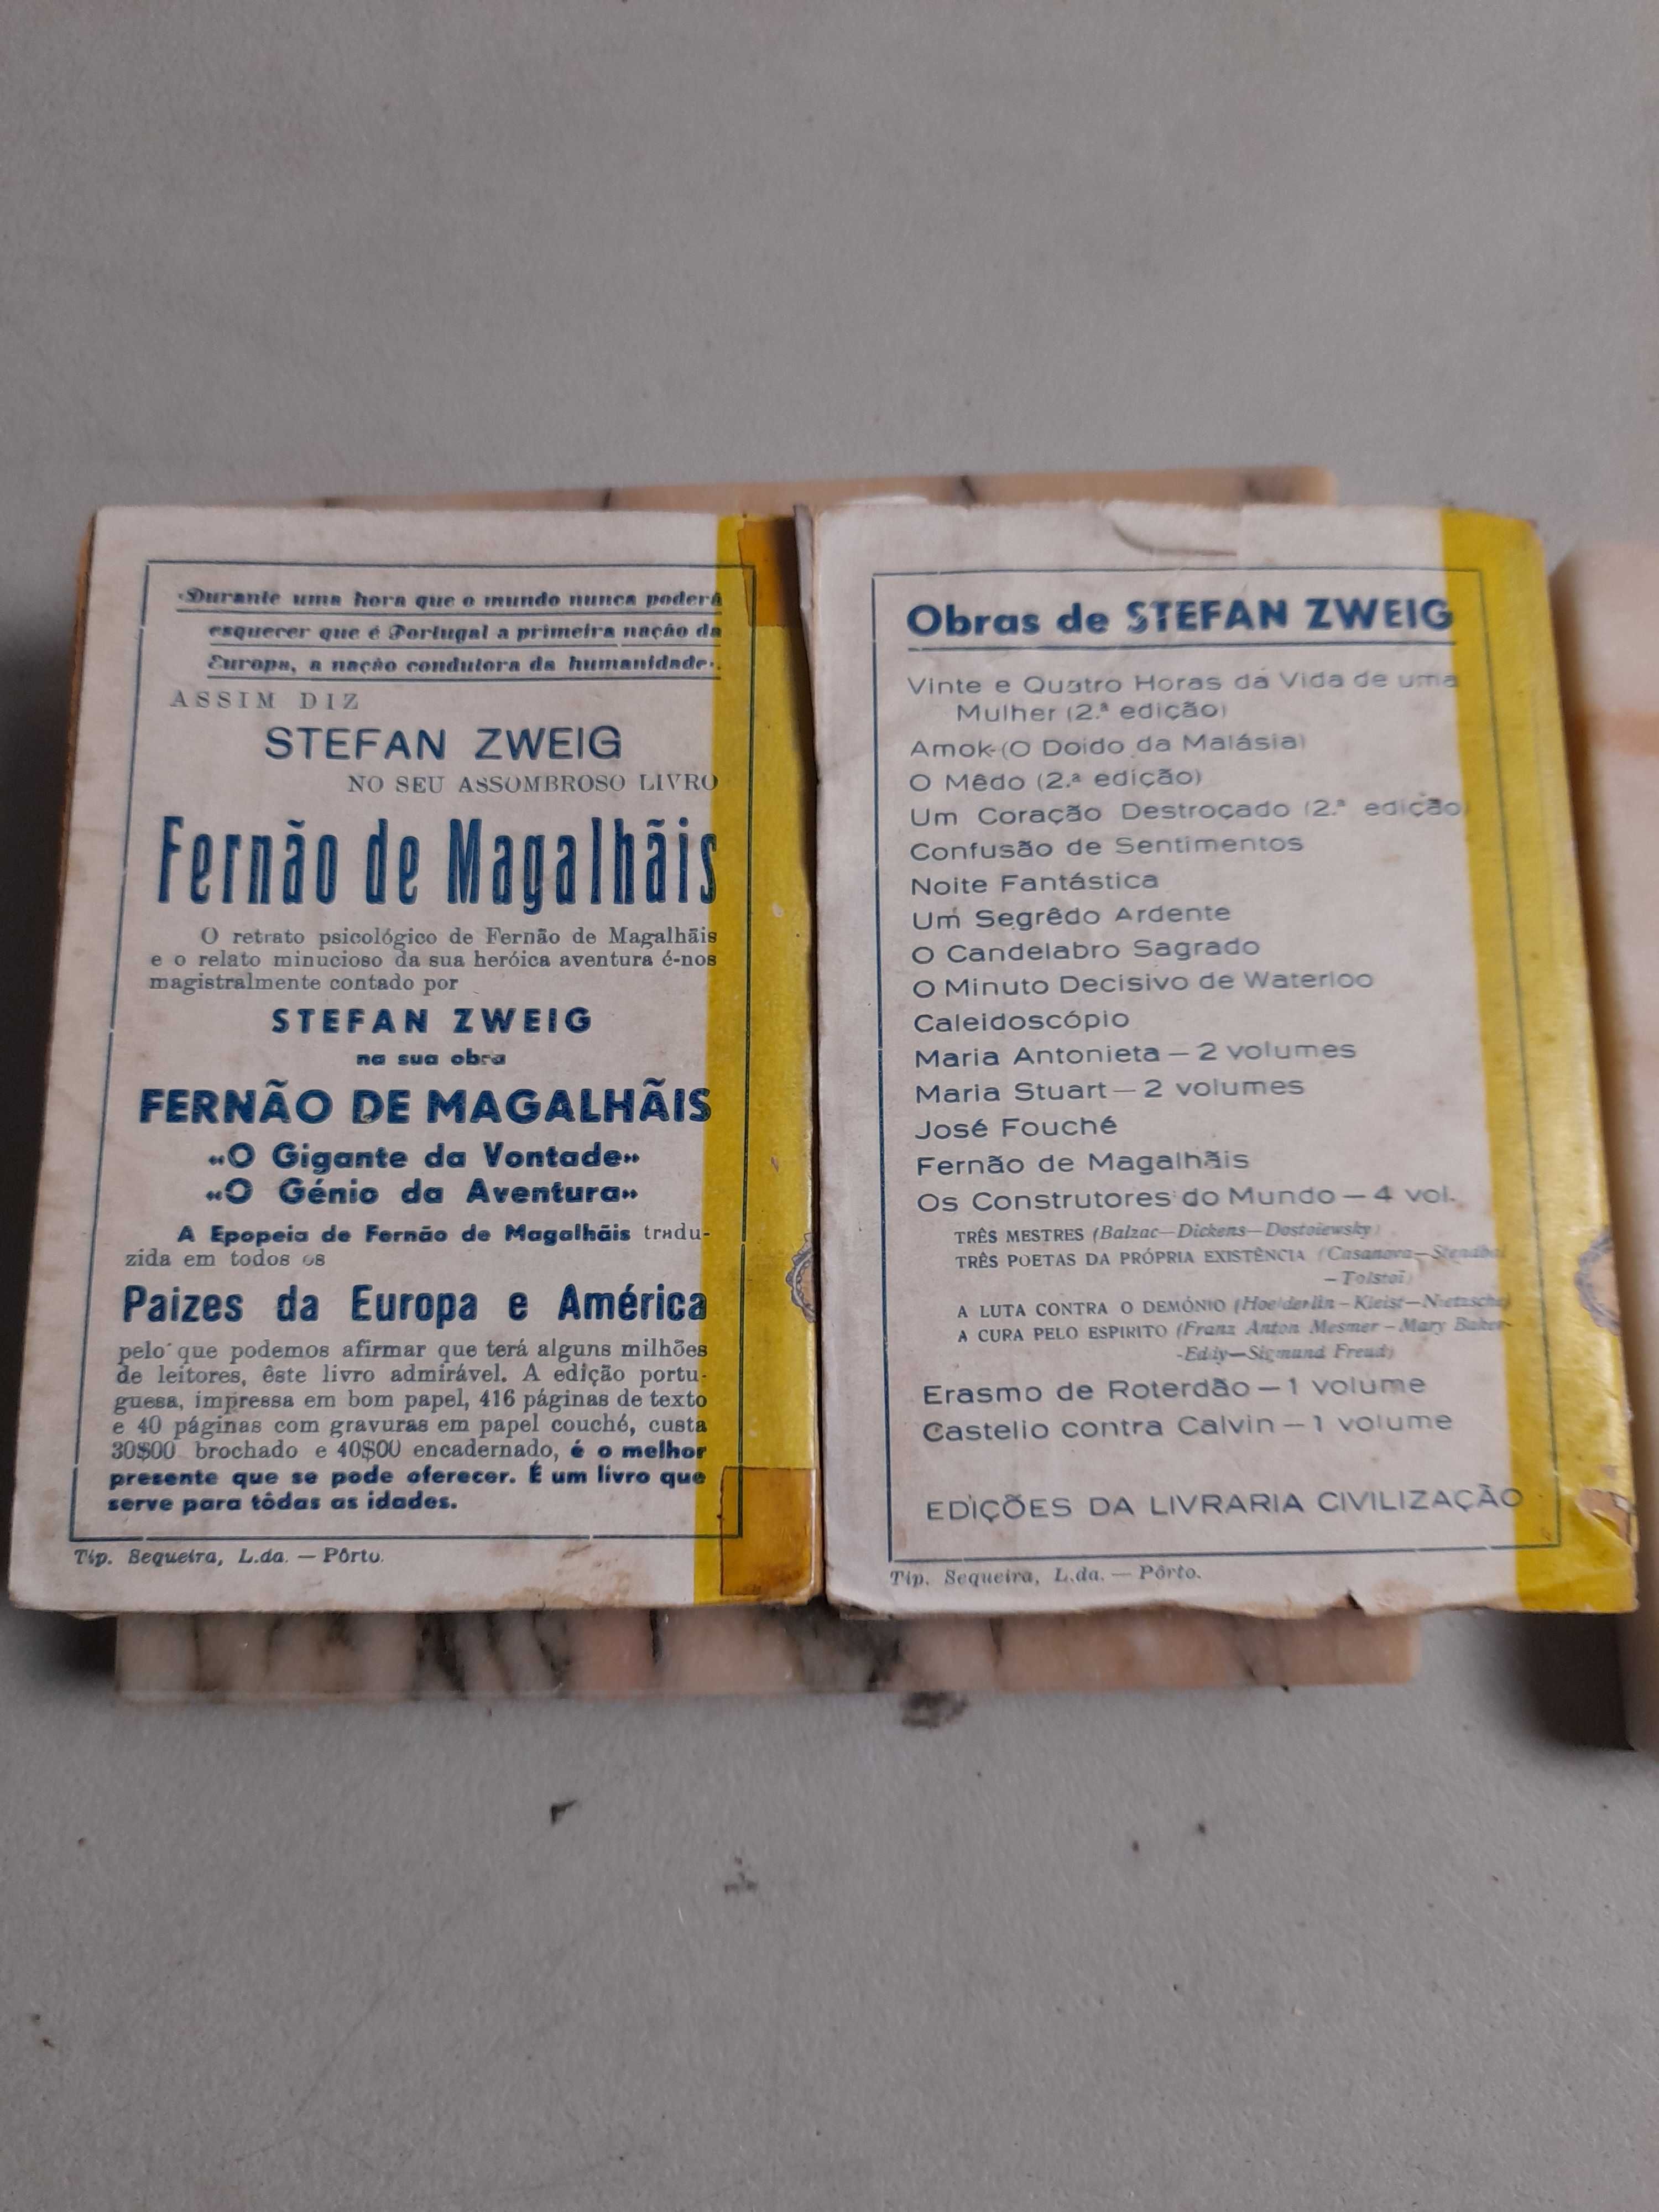 «Durante uma hora que o mundo nunca poderá
esquecer que é Portugal a primeira nação da
Europa, a nação condutora da humanidade».
ASSIM DIZ
STEFAN ZWEIG
NO SEU ASSOMBROSO LIVRO
Fernão de Magalhãis
O retrato psicológico de Fernão de Magalhãis
e o relato minucioso da sua heróica aventura é-nos
magistralmente contado por
STEFAN ZWEIG
na sua obra
FERNÃO DE MAGALHÃIS
«O Gigante da Vontade»
«O Génio da Aventura»
A Epopeia de Fernão de Magalhãis tradu-
zida em todos os
Paizes da Europa e América
pelo que podemos afirmar que terá alguns milhões
de leitores, êste livro admirável. A edição portu-
guesa, impressa em bom papel, 416 páginas de texto
e 40 páginas com gravuras em papel couché, custa
30$00 brochado e 40$00 encadernado, é o melhor
presente que se pode oferecer. É um livro que
serve para tôdas as idades.
Tip. Sequeira, L.da. — Pôrto.
Obras de STEFAN ZWEIG
Vinte e Quatro Horas da Vida de uma
Mulher (2.ª edição)
Amok-(O Doido da Malásia)
O Mêdo (2.ª edição)
Um Coração Destroçado (2.ª edição)
Confusão de Sentimentos
Noite Fantástica
Um Segrêdo Ardente
O Candelabro Sagrado
O Minuto Decisivo de Waterloo
Caleidoscópio
Maria Antonieta — 2 volumes
Maria Stuart — 2 volumes
José Fouché
Fernão de Magalhãis
Os Construtores do Mundo — 4 vol.
TRÊS MESTRES (Balzac—Dickens—Dostoiewsky)
TRÊS POETAS DA PRÓPRIA EXISTÊNCIA (Casanova—Stendhal
—Tolstoi)
A LUTA CONTRA O DEMÓNIO (Hoelderlin—Kleist—Nietzsche)
A CURA PELO ESPIRITO (Franz Anton Mesmer—Mary Baker-
-Eddy—Sigmund Freud)
Erasmo de Roterdão — 1 volume
Castelio contra Calvin — 1 volume
EDIÇÕES DA LIVRARIA CIVILIZAÇÃO
Tip. Sequeira, L.da. — Pôrto.